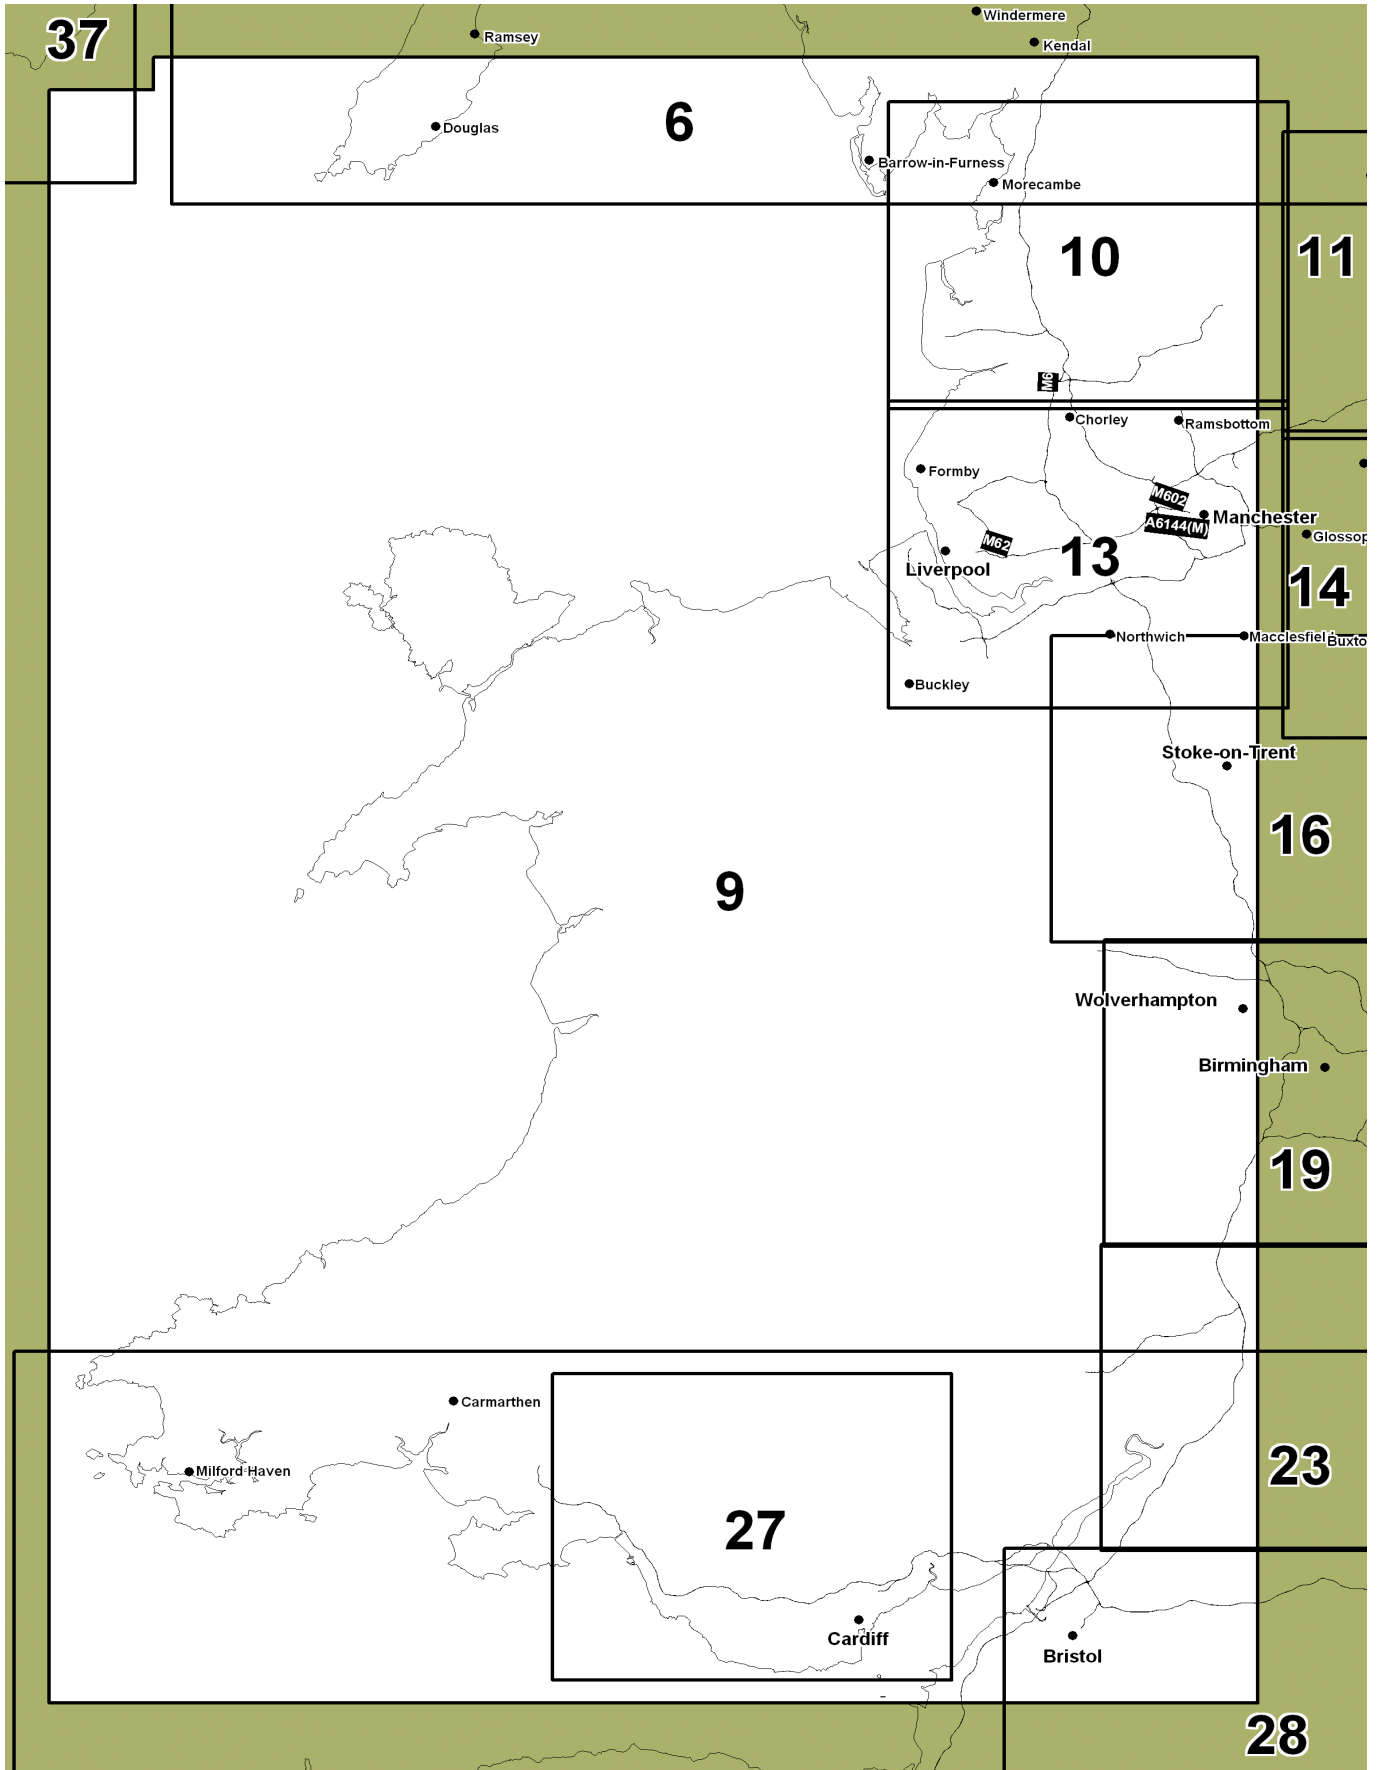 37
Ramsey
Windermere
Kendal
6
Douglas
Barrow-in-Furness
Morecambe
10
11
M6
Chorley
Ramsbottom
Formby
M602
Manchester
A6144(M)
Glossop
M62
13
Liverpool
14
Northwich
Macclesfiel
Buxto
Buckley
Stoke-on-Trent
16
9
Wolverhampton
Birmingham
19
Carmarthen
Milford Haven
23
27
Cardiff
Bristol
28